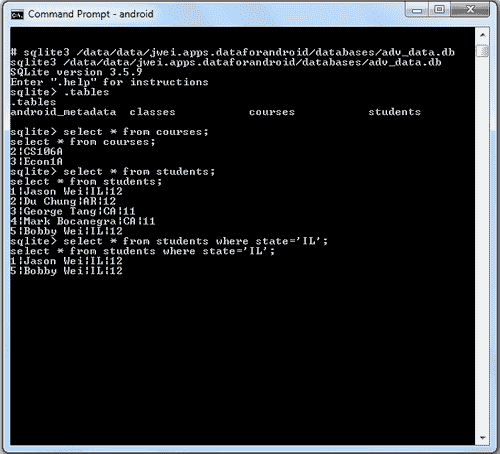 Command Prompt - android
# sqlite3 /data/data/jwei.apps.dataforandroid/databases/adv_data.db
sqlite3 /data/data/jwei.apps.dataforandroid/databases/adv_data.db
SQLite version 3.5.9
Enter ".help" for instructions
sqlite> .tables
.tables
android_metadata classes courses students
sqlite> select * from courses;
select * from courses;
2|CS106A
3|Econ1A
sqlite> select * from students;
select * from students;
1|Jason Wei|IL|12
2|Du Chung|AR|12
3|George Tang|CA|11
4|Mark Bocanegra|CA|11
5|Bobby Wei|IL|12
sqlite> select * from students where state='IL';
select * from students where state='IL';
1|Jason Wei|IL|12
5|Bobby Wei|IL|12